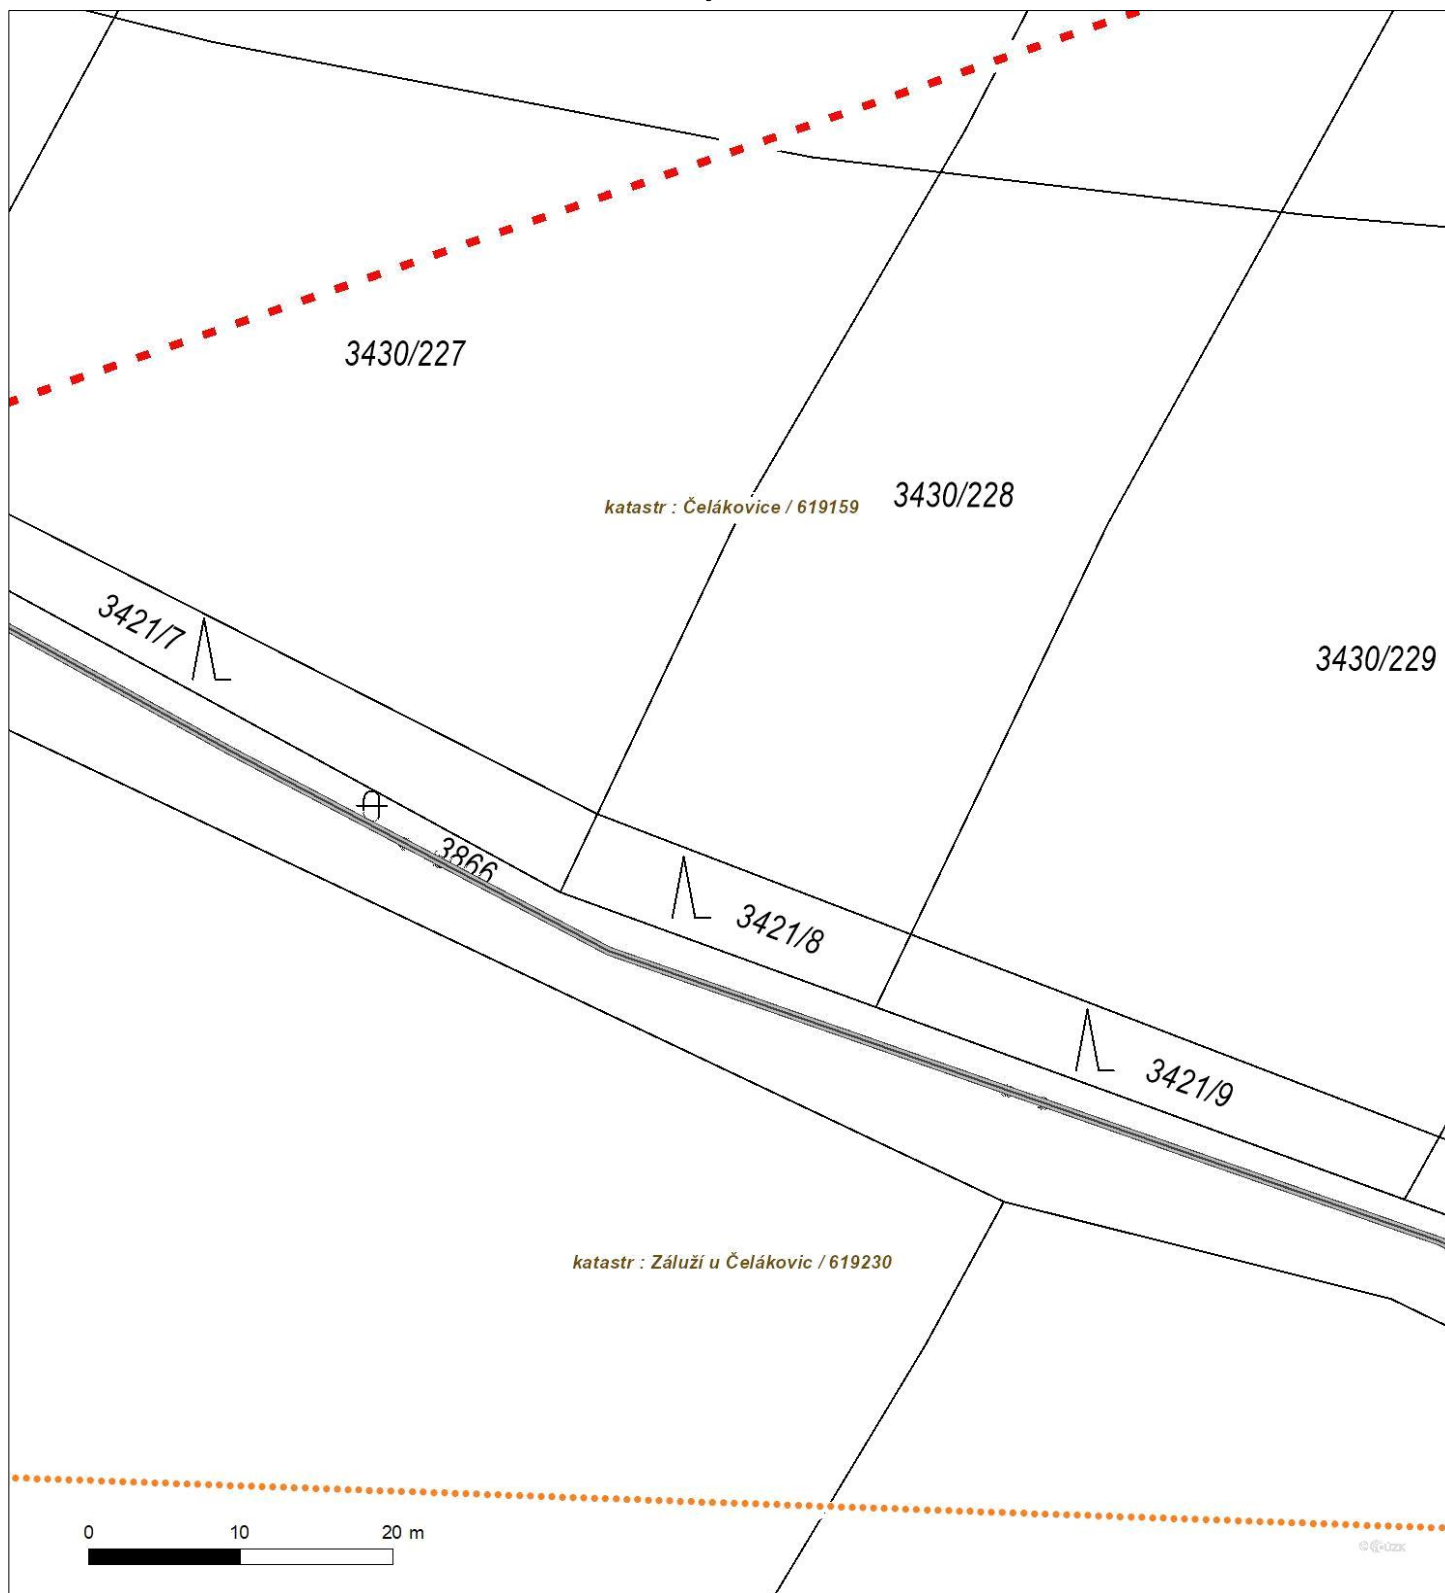 3430/227
3430/228
katastr : Čelákovice / 619159
3421/7
3430/229
3866
3421/8
3421/9
katastr : Záluží u Čelákovic / 619230
0 10 20 m